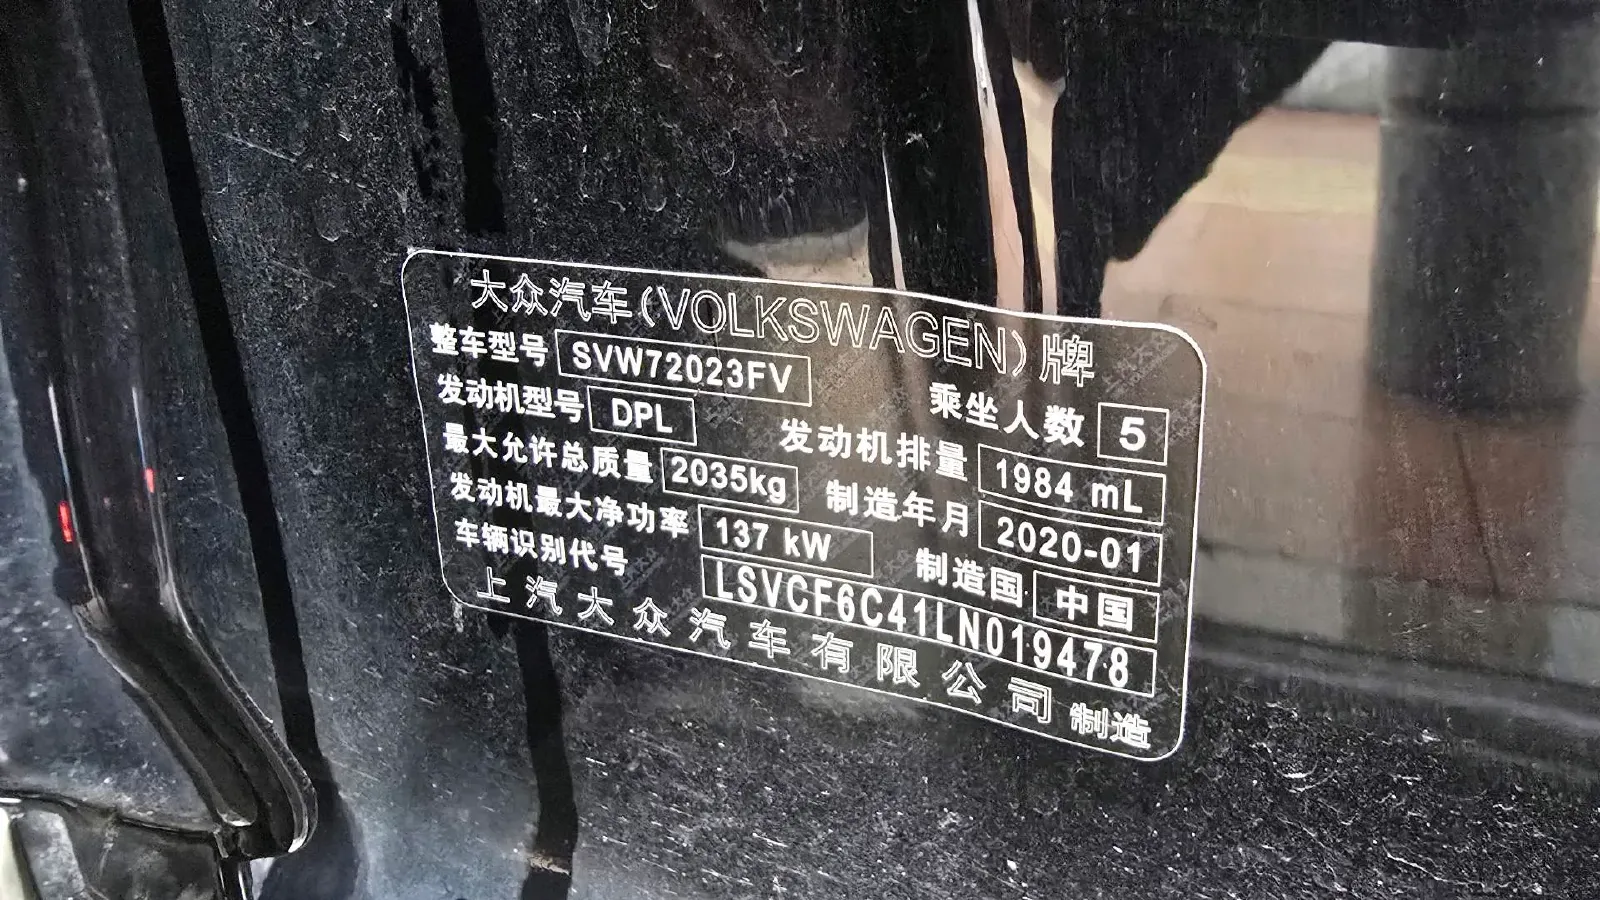 大众汽车(VOLKSWAGEN)牌
整车型号 SVW72023FV 乘坐人数 5
发动机型号 DPL 发动机排量 1984 mL
最大允许总质量 2035kg 制造年月 2020-01
发动机最大净功率 137 kW 制造国 中国
车辆识别代号 LSVCF6C41LN019478
上汽大众汽车有限公司 制造